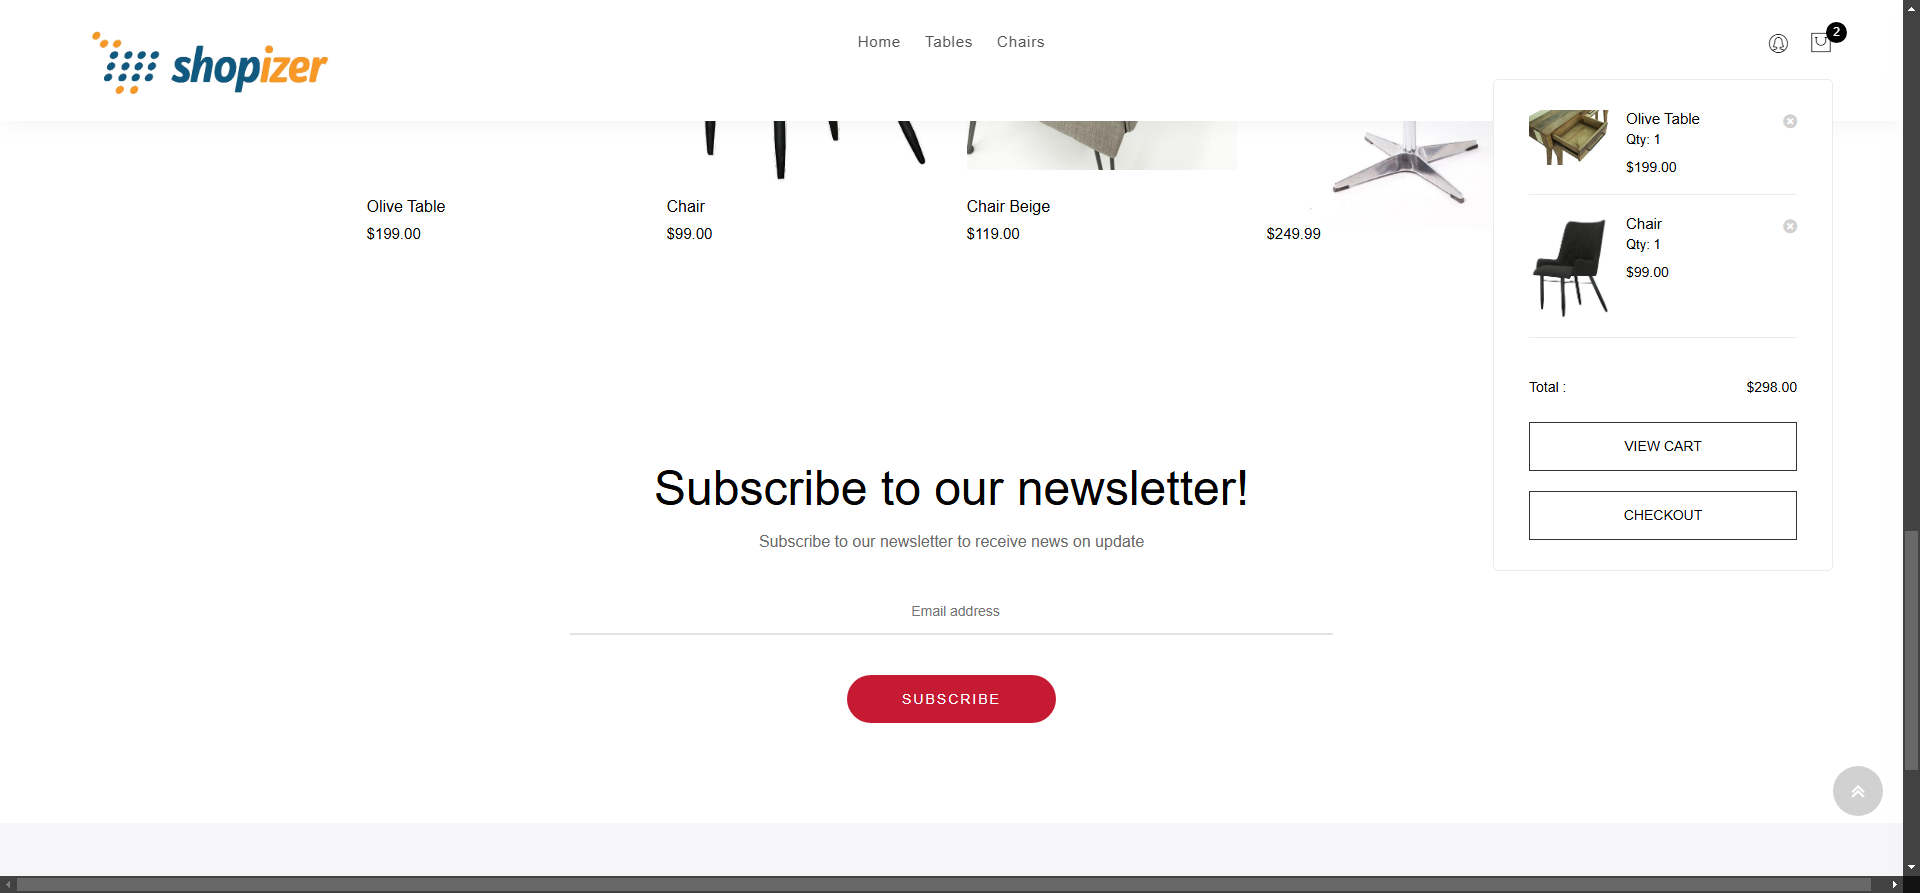 shopizer
Home Tables Chairs
2
Olive Table
Qty: 1
$199.00
Chair
Qty: 1
$99.00
Total : $298.00
VIEW CART
CHECKOUT
Olive Table
$199.00
Chair
$99.00
Chair Beige
$119.00
$249.99
Subscribe to our newsletter!
Subscribe to our newsletter to receive news on update
Email address
SUBSCRIBE